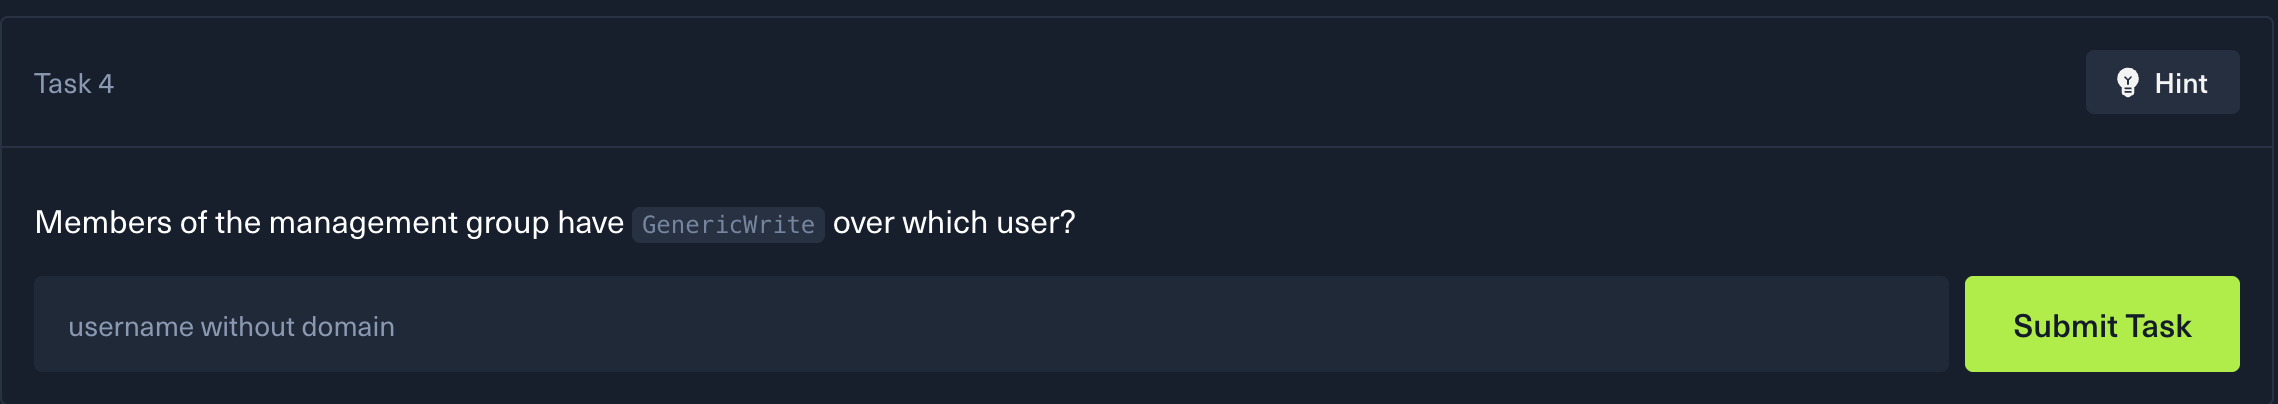 Task 4
Hint
Members of the management group have GenericWrite over which user?
username without domain
Submit Task